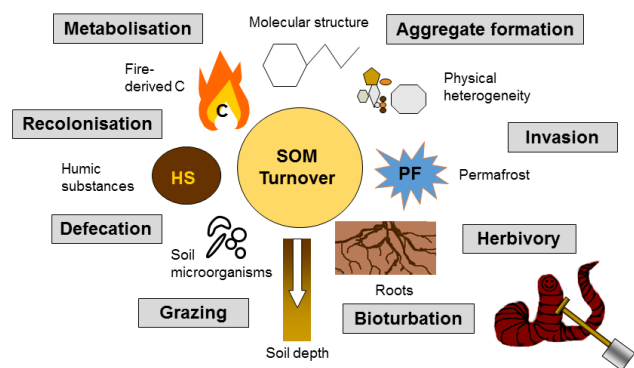 Metabolisation
Molecular structure
Aggregate formation
Fire-
derived C
C
Physical
heterogeneity
Recolonisation
SOM
Turnover
Invasion
Humic
substances
HS
PF
Permafrost
Defecation
Soil
microorganisms
Herbivory
Roots
Grazing
Bioturbation
Soil depth